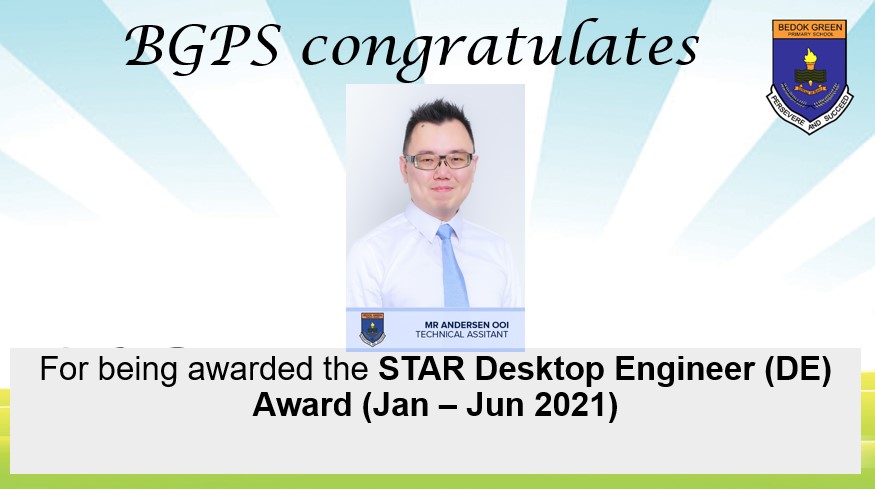 BGPS congratulates
BEDOK GREEN
PRIMARY SCHOOL
PERSEVERE AND SUCCEED
MR ANDERSEN OOI
TECHNICAL ASSITANT
For being awarded the STAR Desktop Engineer (DE)
Award (Jan – Jun 2021)